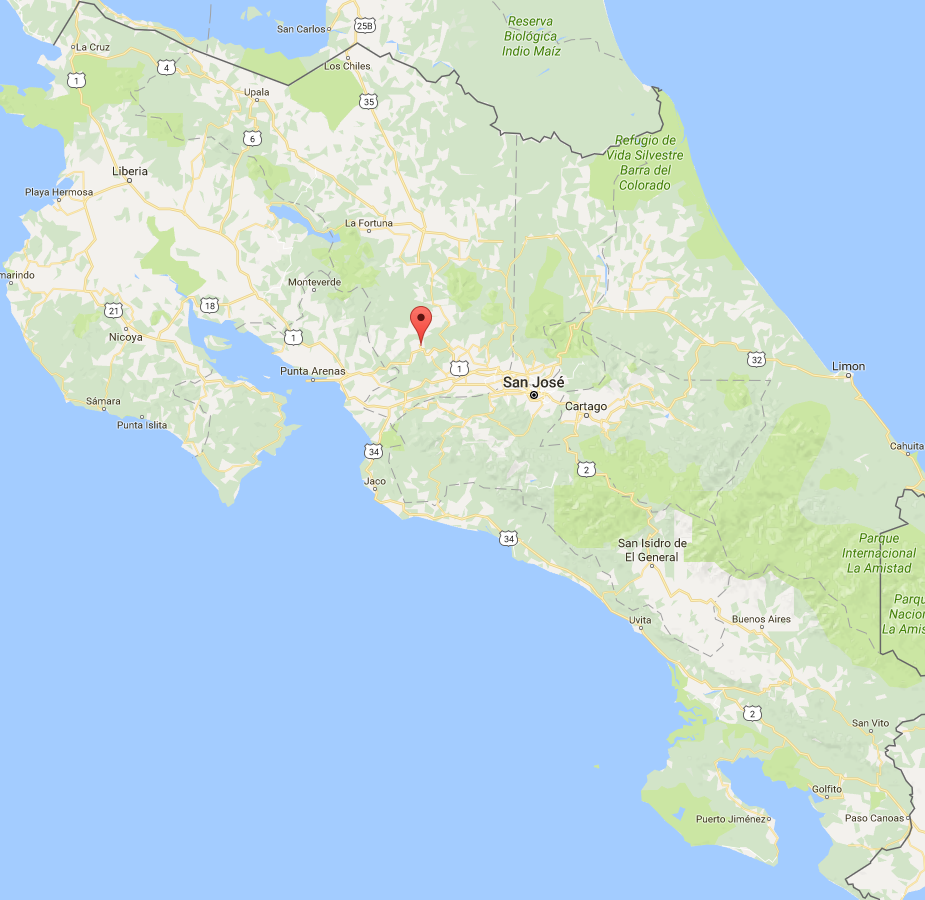 San Carlos
25B
Reserva
Biológica
Indio Maíz
La Cruz
4
Los Chiles
1
Upala
35
6
Refugio de
Vida Silvestre
Barra del
Colorado
Liberia
Playa Hermosa
La Fortuna
marindo
Monteverde
21
18
Nicoya
1
32
Punta Arenas
1
Limon
San José
Sámara
Cartago
Punta Islita
34
Cahuita
2
Jaco
34
San Isidro de
El General
Parque
Internacional
La Amistad
Parqu
Nacion
La Amis
Uvita
Buenos Aires
2
San Vito
Golfito
Puerto Jiménez
Paso Canoas